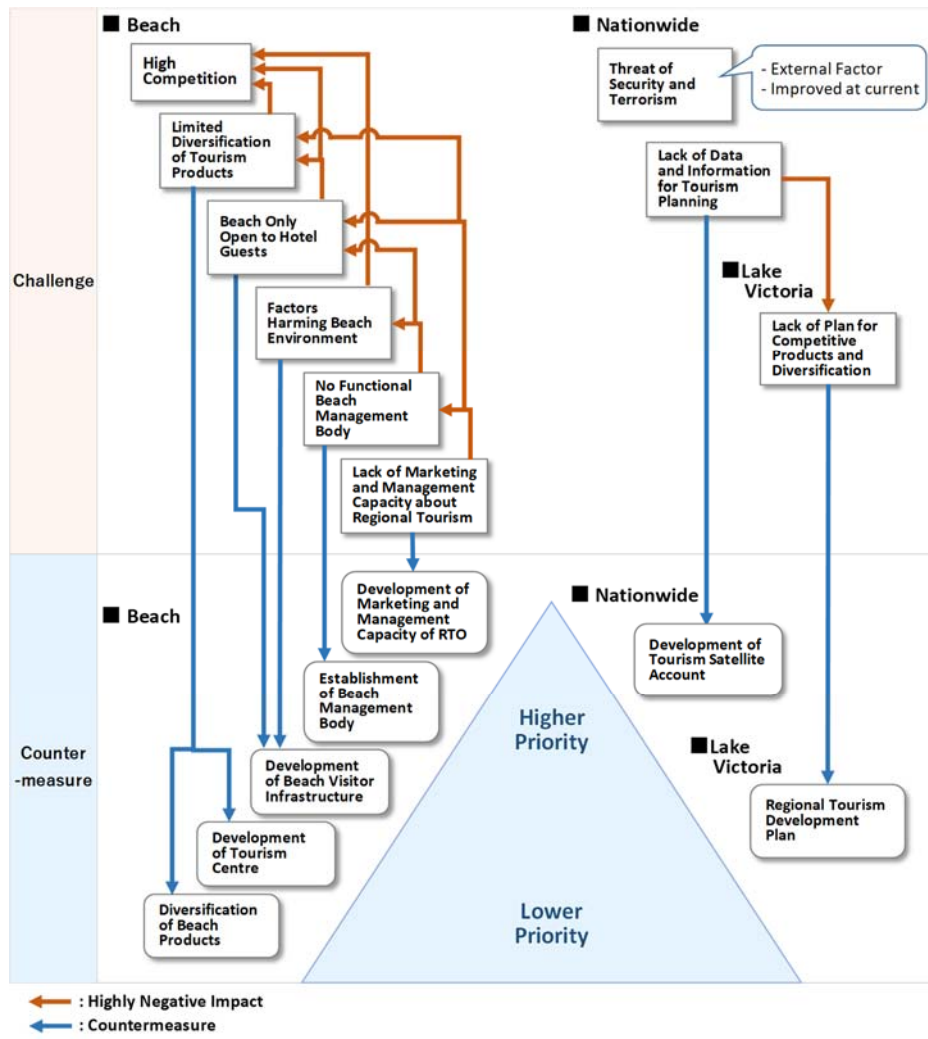 ■ Beach
High
Competition
Limited
Diversification
of Tourism
Products
Beach Only
Open to Hotel
Guests
Factors
Harming Beach
Environment
No Functional
Beach
Management
Body
Lack of Marketing
and Management
Capacity about
Regional Tourism
■ Nationwide
Threat of
Security and
Terrorism
- External Factor
- Improved at current
Lack of Data
and Information
for Tourism
Planning
■ Lake
Victoria
Lack of Plan for
Competitive
Products and
Diversification
Challenge
Counter
-measure
■ Beach
Development of
Marketing and
Management
Capacity of RTO
Establishment
of Beach
Management
Body
Development
of Beach Visitor
Infrastructure
Development
of Tourism
Centre
Diversification
of Beach
Products
Higher
Priority
Lower
Priority
■ Nationwide
Development of
Tourism Satellite
Account
■ Lake
Victoria
Regional Tourism
Development
Plan
: Highly Negative Impact
: Countermeasure